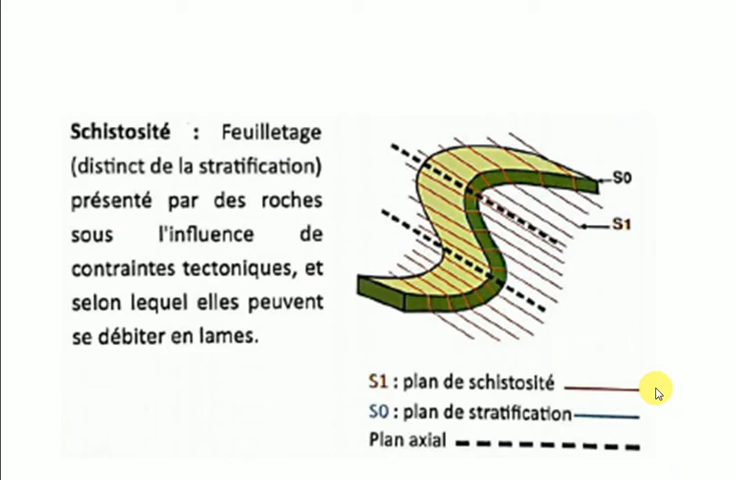 Schistosité : Feuilletage
(distinct de la stratification)
présenté par des roches
sous l'influence de
contraintes tectoniques, et
selon lequel elles peuvent
se débiter en lames.
S0
S1
S1 : plan de schistosité
S0 : plan de stratification
Plan axial